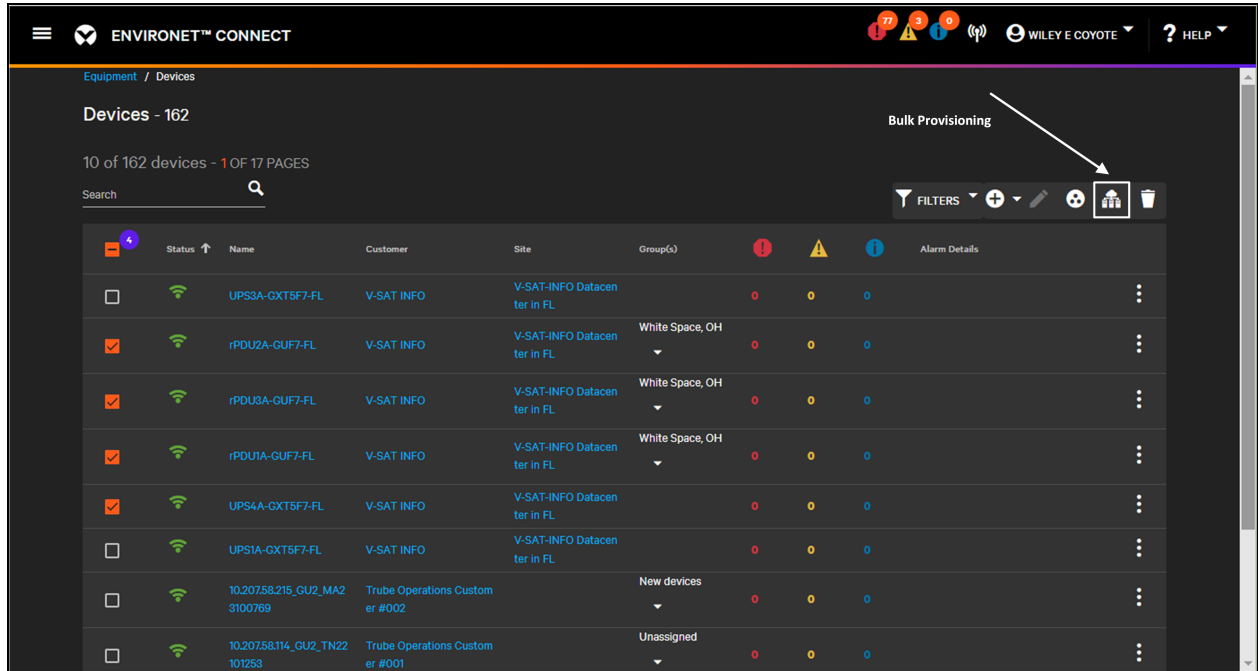 ENVIRONET™ CONNECT
77
3
0
WILEY E COYOTE
? HELP
Equipment / Devices
Devices - 162
Bulk Provisioning
10 of 162 devices - 1 OF 17 PAGES
Search
FILTERS
4
Status Name Customer Site Group(s) Alarm Details
UPS3A-GXT5F7-FL V-SAT INFO V-SAT-INFO Datacen 0 0 0
ter in FL
White Space, OH
rPDU2A-GUF7-FL V-SAT INFO V-SAT-INFO Datacen 0 0 0
ter in FL
White Space, OH
rPDU3A-GUF7-FL V-SAT INFO V-SAT-INFO Datacen 0 0 0
ter in FL
White Space, OH
rPDU1A-GUF7-FL V-SAT INFO V-SAT-INFO Datacen 0 0 0
ter in FL
UPS4A-GXT5F7-FL V-SAT INFO V-SAT-INFO Datacen 0 0 0
ter in FL
UPS1A-GXT5F7-FL V-SAT INFO V-SAT-INFO Datacen 0 0 0
ter in FL
New devices
10.207.58.215_GU2_MA2 Trube Operations Custom 0 0 0
3100769 er #002
Unassigned
10.207.58.114_GU2_TN22 Trube Operations Custom 0 0 0
101253 er #001